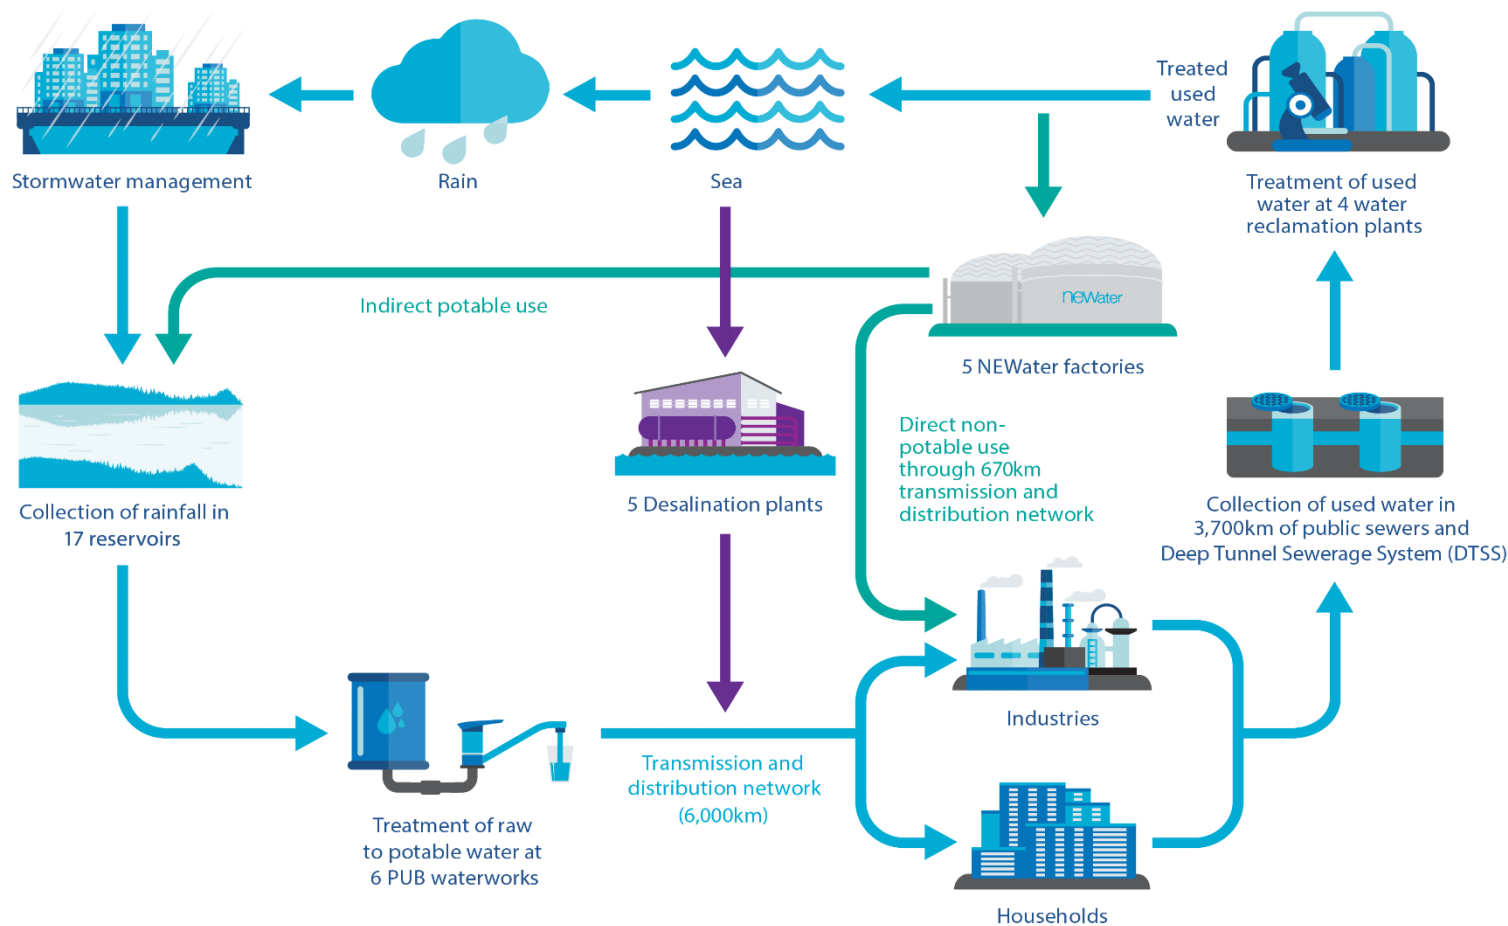 Treated
used
water
Stormwater management
Rain
Sea
Treatment of used
water at 4 water
reclamation plants
Indirect potable use
neWater
5 NEWater factories
Direct non-
potable use
through 670km
transmission and
distribution network
5 Desalination plants
Collection of rainfall in
17 reservoirs
Collection of used water in
3,700km of public sewers and
Deep Tunnel Sewerage System (DTSS)
Industries
Transmission and
distribution network
(6,000km)
Treatment of raw
to potable water at
6 PUB waterworks
Households